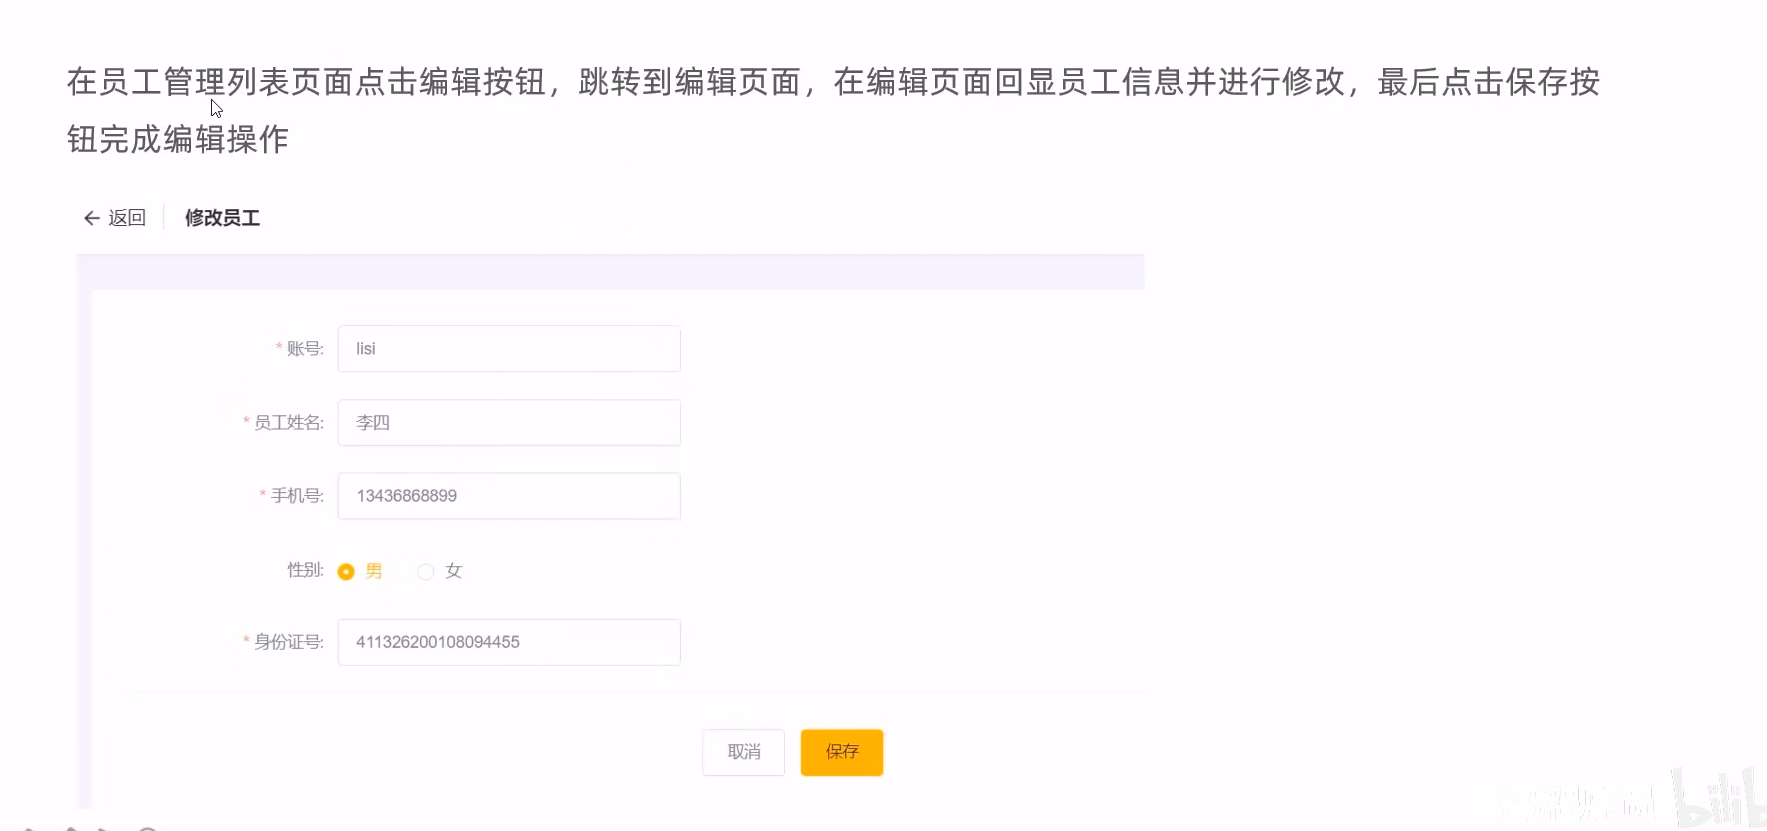 在员工管理列表页面点击编辑按钮，跳转到编辑页面，在编辑页面回显员工信息并进行修改，最后点击保存按
钮完成编辑操作
← 返回 修改员工
* 账号: lisi
* 员工姓名: 李四
* 手机号: 13436868899
性别: 男 女
* 身份证号: 411326200108094455
取消 保存